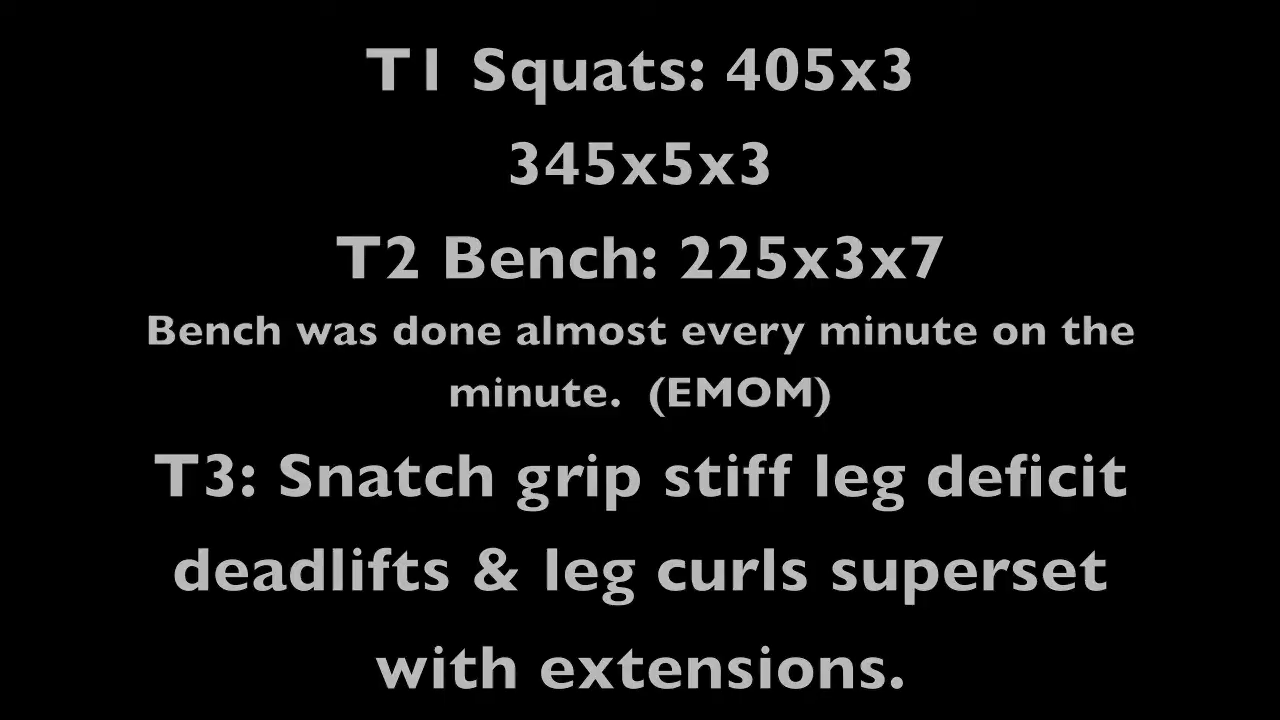 T1 Squats: 405x3
345x5x3
T2 Bench: 225x3x7
Bench was done almost every minute on the
minute.  (EMOM)
T3: Snatch grip stiff leg deficit
deadlifts & leg curls superset
with extensions.